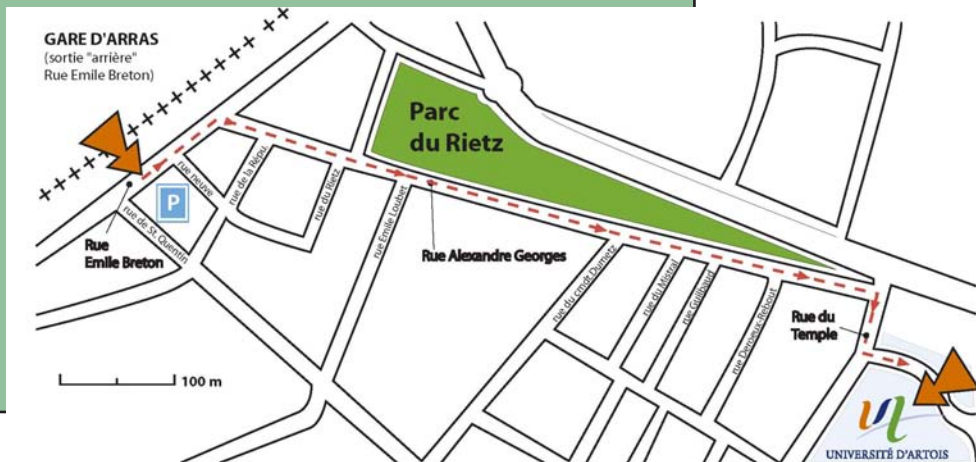 GARE D'ARRAS
(sortie "arrière"
Rue Emile Breton)
Parc
du Rietz
P
rue neuve
rue de la Répu.
rue du Rietz
rue de St. Quentin
Rue
Emile Breton
rue Emile Loubet
Rue Alexandre Georges
rue du cmdt Dumetz
rue du Mistral
rue Guilbaud
rue Deroeux-Rebout
Rue du
Temple
100 m
UNIVERSITÉ D'ARTOIS